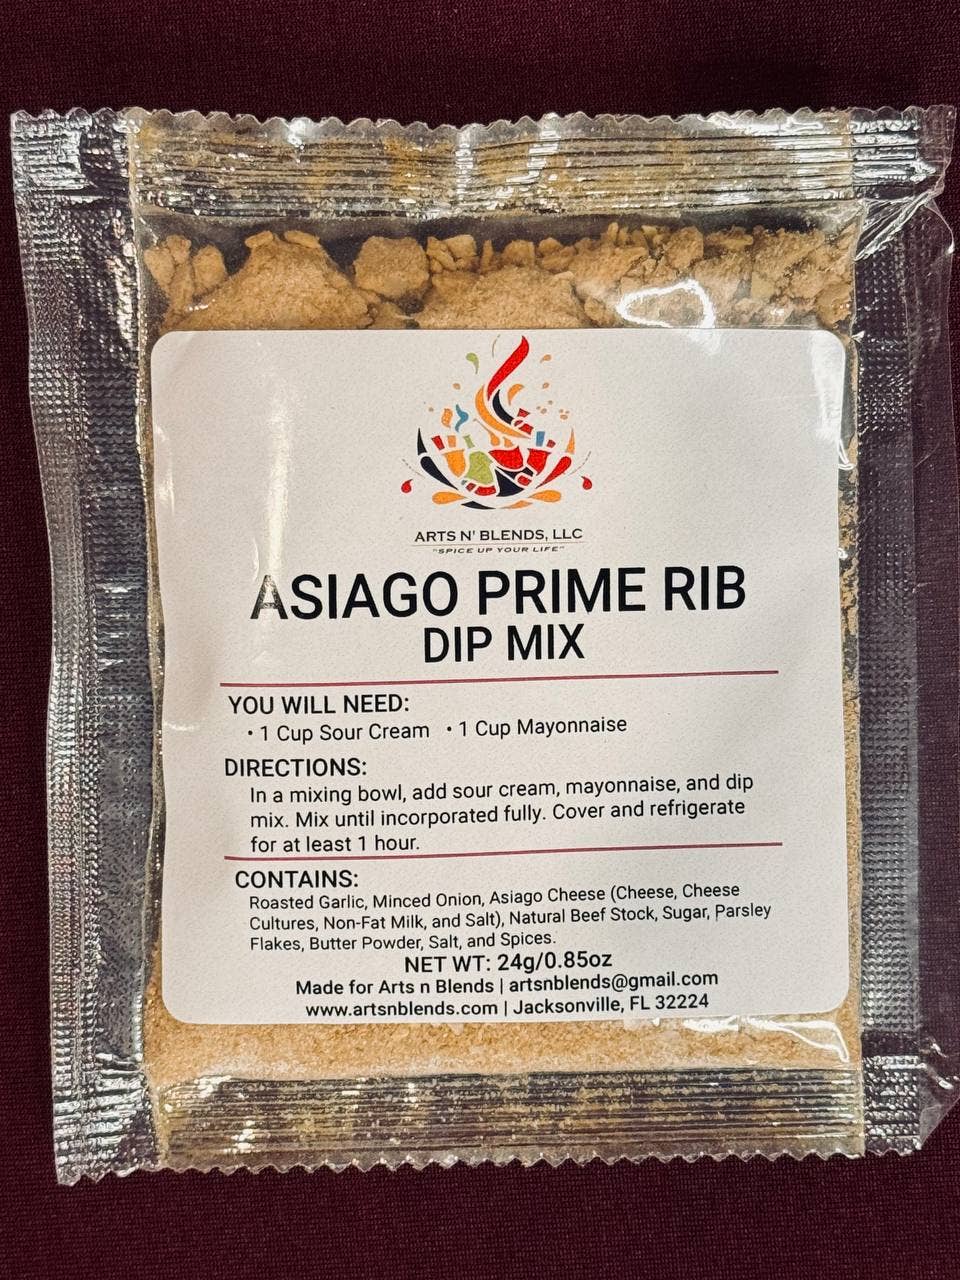 ARTS N' BLENDS, LLC
"SPICE UP YOUR LIFE"
ASIAGO PRIME RIB
DIP MIX
YOU WILL NEED:
• 1 Cup Sour Cream • 1 Cup Mayonnaise
DIRECTIONS:
In a mixing bowl, add sour cream, mayonnaise, and dip
mix. Mix until incorporated fully. Cover and refrigerate
for at least 1 hour.
CONTAINS:
Roasted Garlic, Minced Onion, Asiago Cheese (Cheese, Cheese
Cultures, Non-Fat Milk, and Salt), Natural Beef Stock, Sugar, Parsley
Flakes, Butter Powder, Salt, and Spices.
NET WT: 24g/0.85oz
Made for Arts n Blends | artsnblends@gmail.com
www.artsnblends.com | Jacksonville, FL 32224